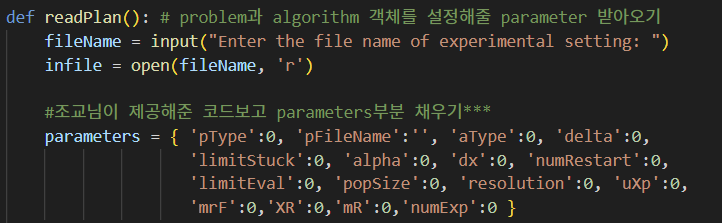 def readPlan(): # problem과 algorithm 객체를 설정해줄 parameter 받아오기
fileName = input("Enter the file name of experimental setting: ")
infile = open(fileName, 'r')
#조교님이 제공해준 코드보고 parameters부분 채우기***
parameters = { 'pType':0, 'pFileName':'', 'aType':0, 'delta':0,
'limitStuck':0, 'alpha':0, 'dx':0, 'numRestart':0,
'limitEval':0, 'popSize':0, 'resolution':0, 'uXp':0,
'mrF':0,'XR':0,'mR':0,'numExp':0 }